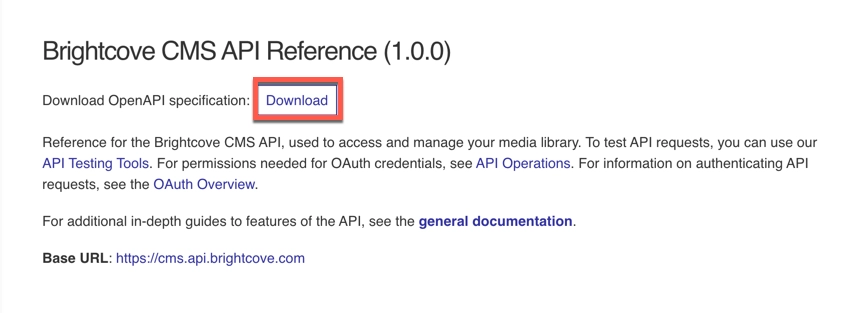 Brightcove CMS API Reference (1.0.0)
Download OpenAPI specification: Download
Reference for the Brightcove CMS API, used to access and manage your media library. To test API requests, you can use our
API Testing Tools. For permissions needed for OAuth credentials, see API Operations. For information on authenticating API
requests, see the OAuth Overview.
For additional in-depth guides to features of the API, see the general documentation.
Base URL: https://cms.api.brightcove.com